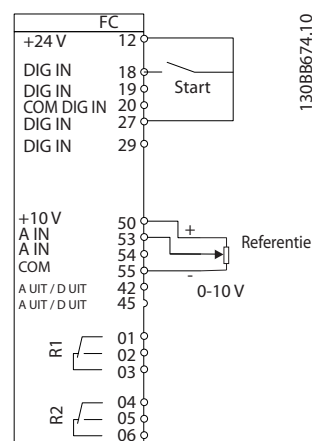 FC
+24 V 12
DIG IN 18
DIG IN 19
COM DIG IN 20
DIG IN 27
DIG IN 29
Start
+10 V 50
A IN 53
A IN 54
COM 55
A UIT / D UIT 42
A UIT / D UIT 45
+
-
Referentie
0-10 V
R1
01
02
03
R2
04
05
06
130BB674.10